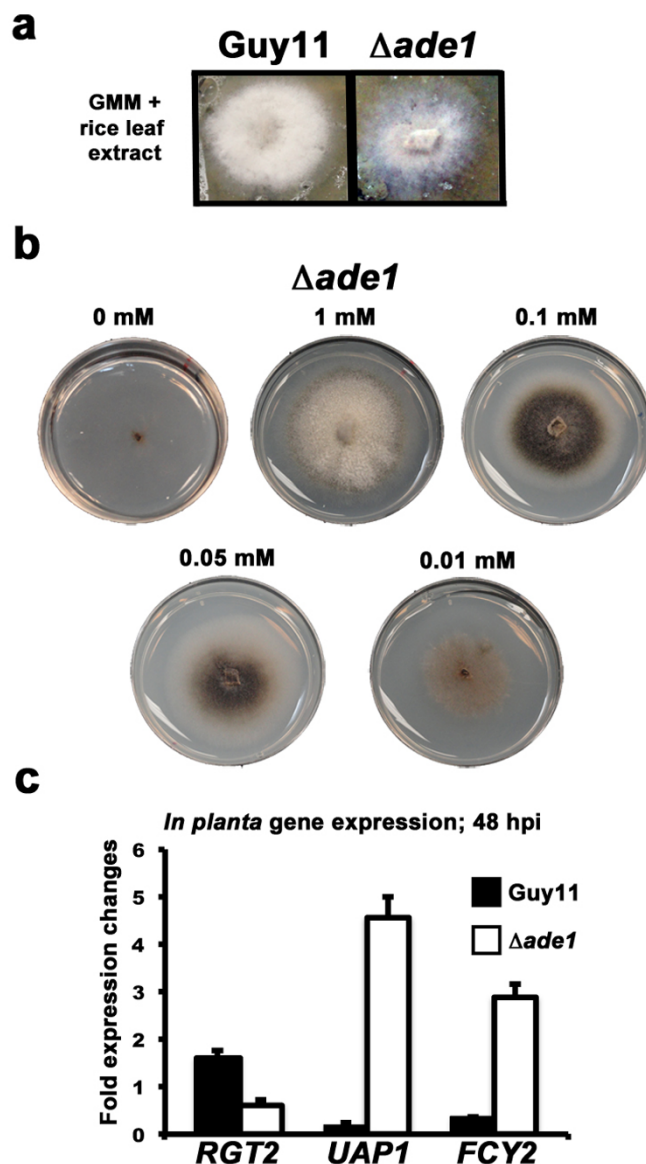 a
Guy11 Δade1
GMM +
rice leaf
extract
b
Δade1
0 mM 1 mM 0.1 mM
0.05 mM 0.01 mM
c
In planta gene expression; 48 hpi
Fold expression changes
6
5
4
3
2
1
0
Guy11
Δade1
RGT2 UAP1 FCY2